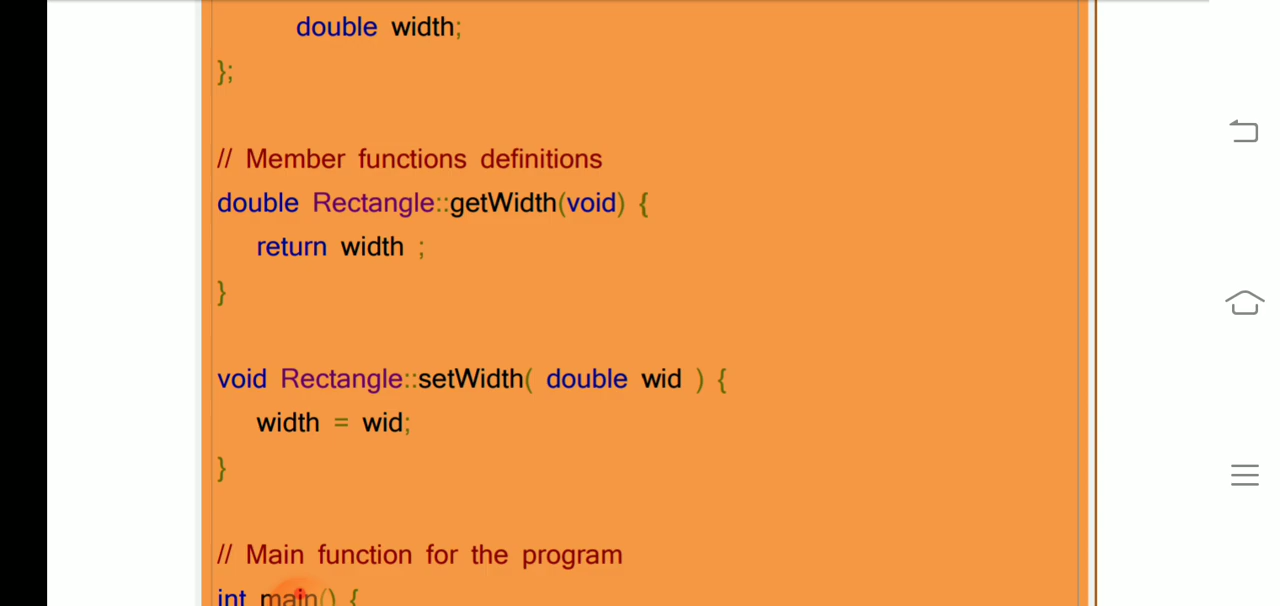 double width;
};
// Member functions definitions
double Rectangle::getWidth(void) {
return width ;
}
void Rectangle::setWidth( double wid ) {
width = wid;
}
// Main function for the program
int main() {